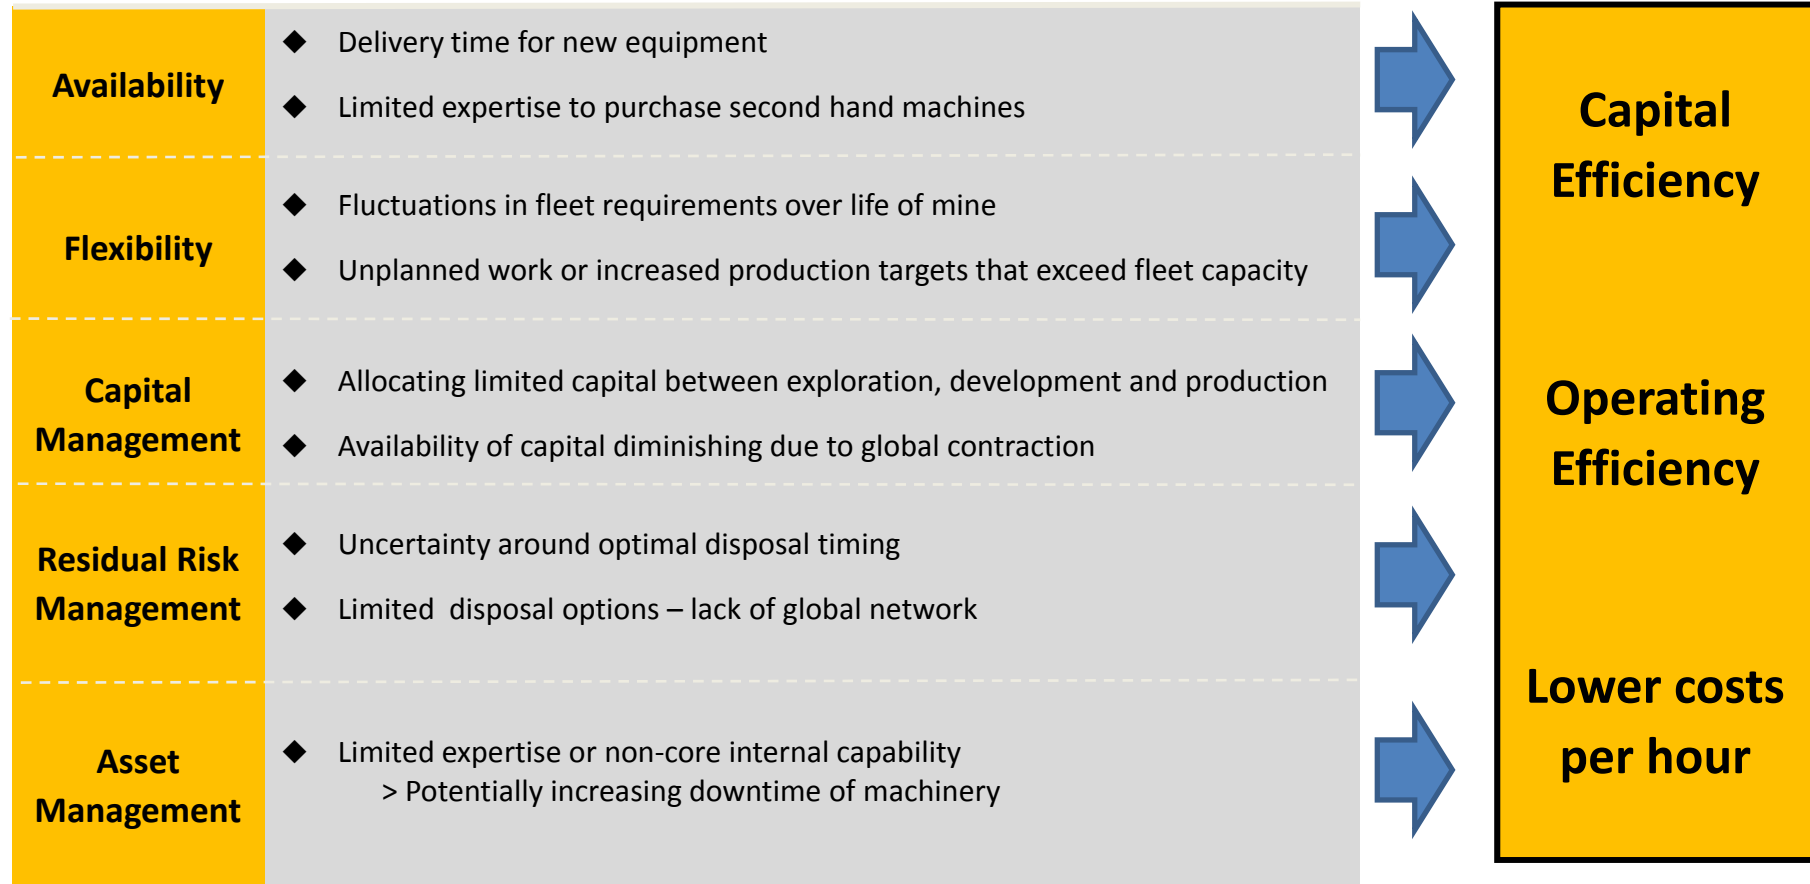 Availability
◆ Delivery time for new equipment
◆ Limited expertise to purchase second hand machines
Flexibility
◆ Fluctuations in fleet requirements over life of mine
◆ Unplanned work or increased production targets that exceed fleet capacity
Capital
Management
◆ Allocating limited capital between exploration, development and production
◆ Availability of capital diminishing due to global contraction
Residual Risk
Management
◆ Uncertainty around optimal disposal timing
◆ Limited  disposal options – lack of global network
Asset
Management
◆ Limited expertise or non-core internal capability
> Potentially increasing downtime of machinery
Capital
Efficiency
Operating
Efficiency
Lower costs
per hour